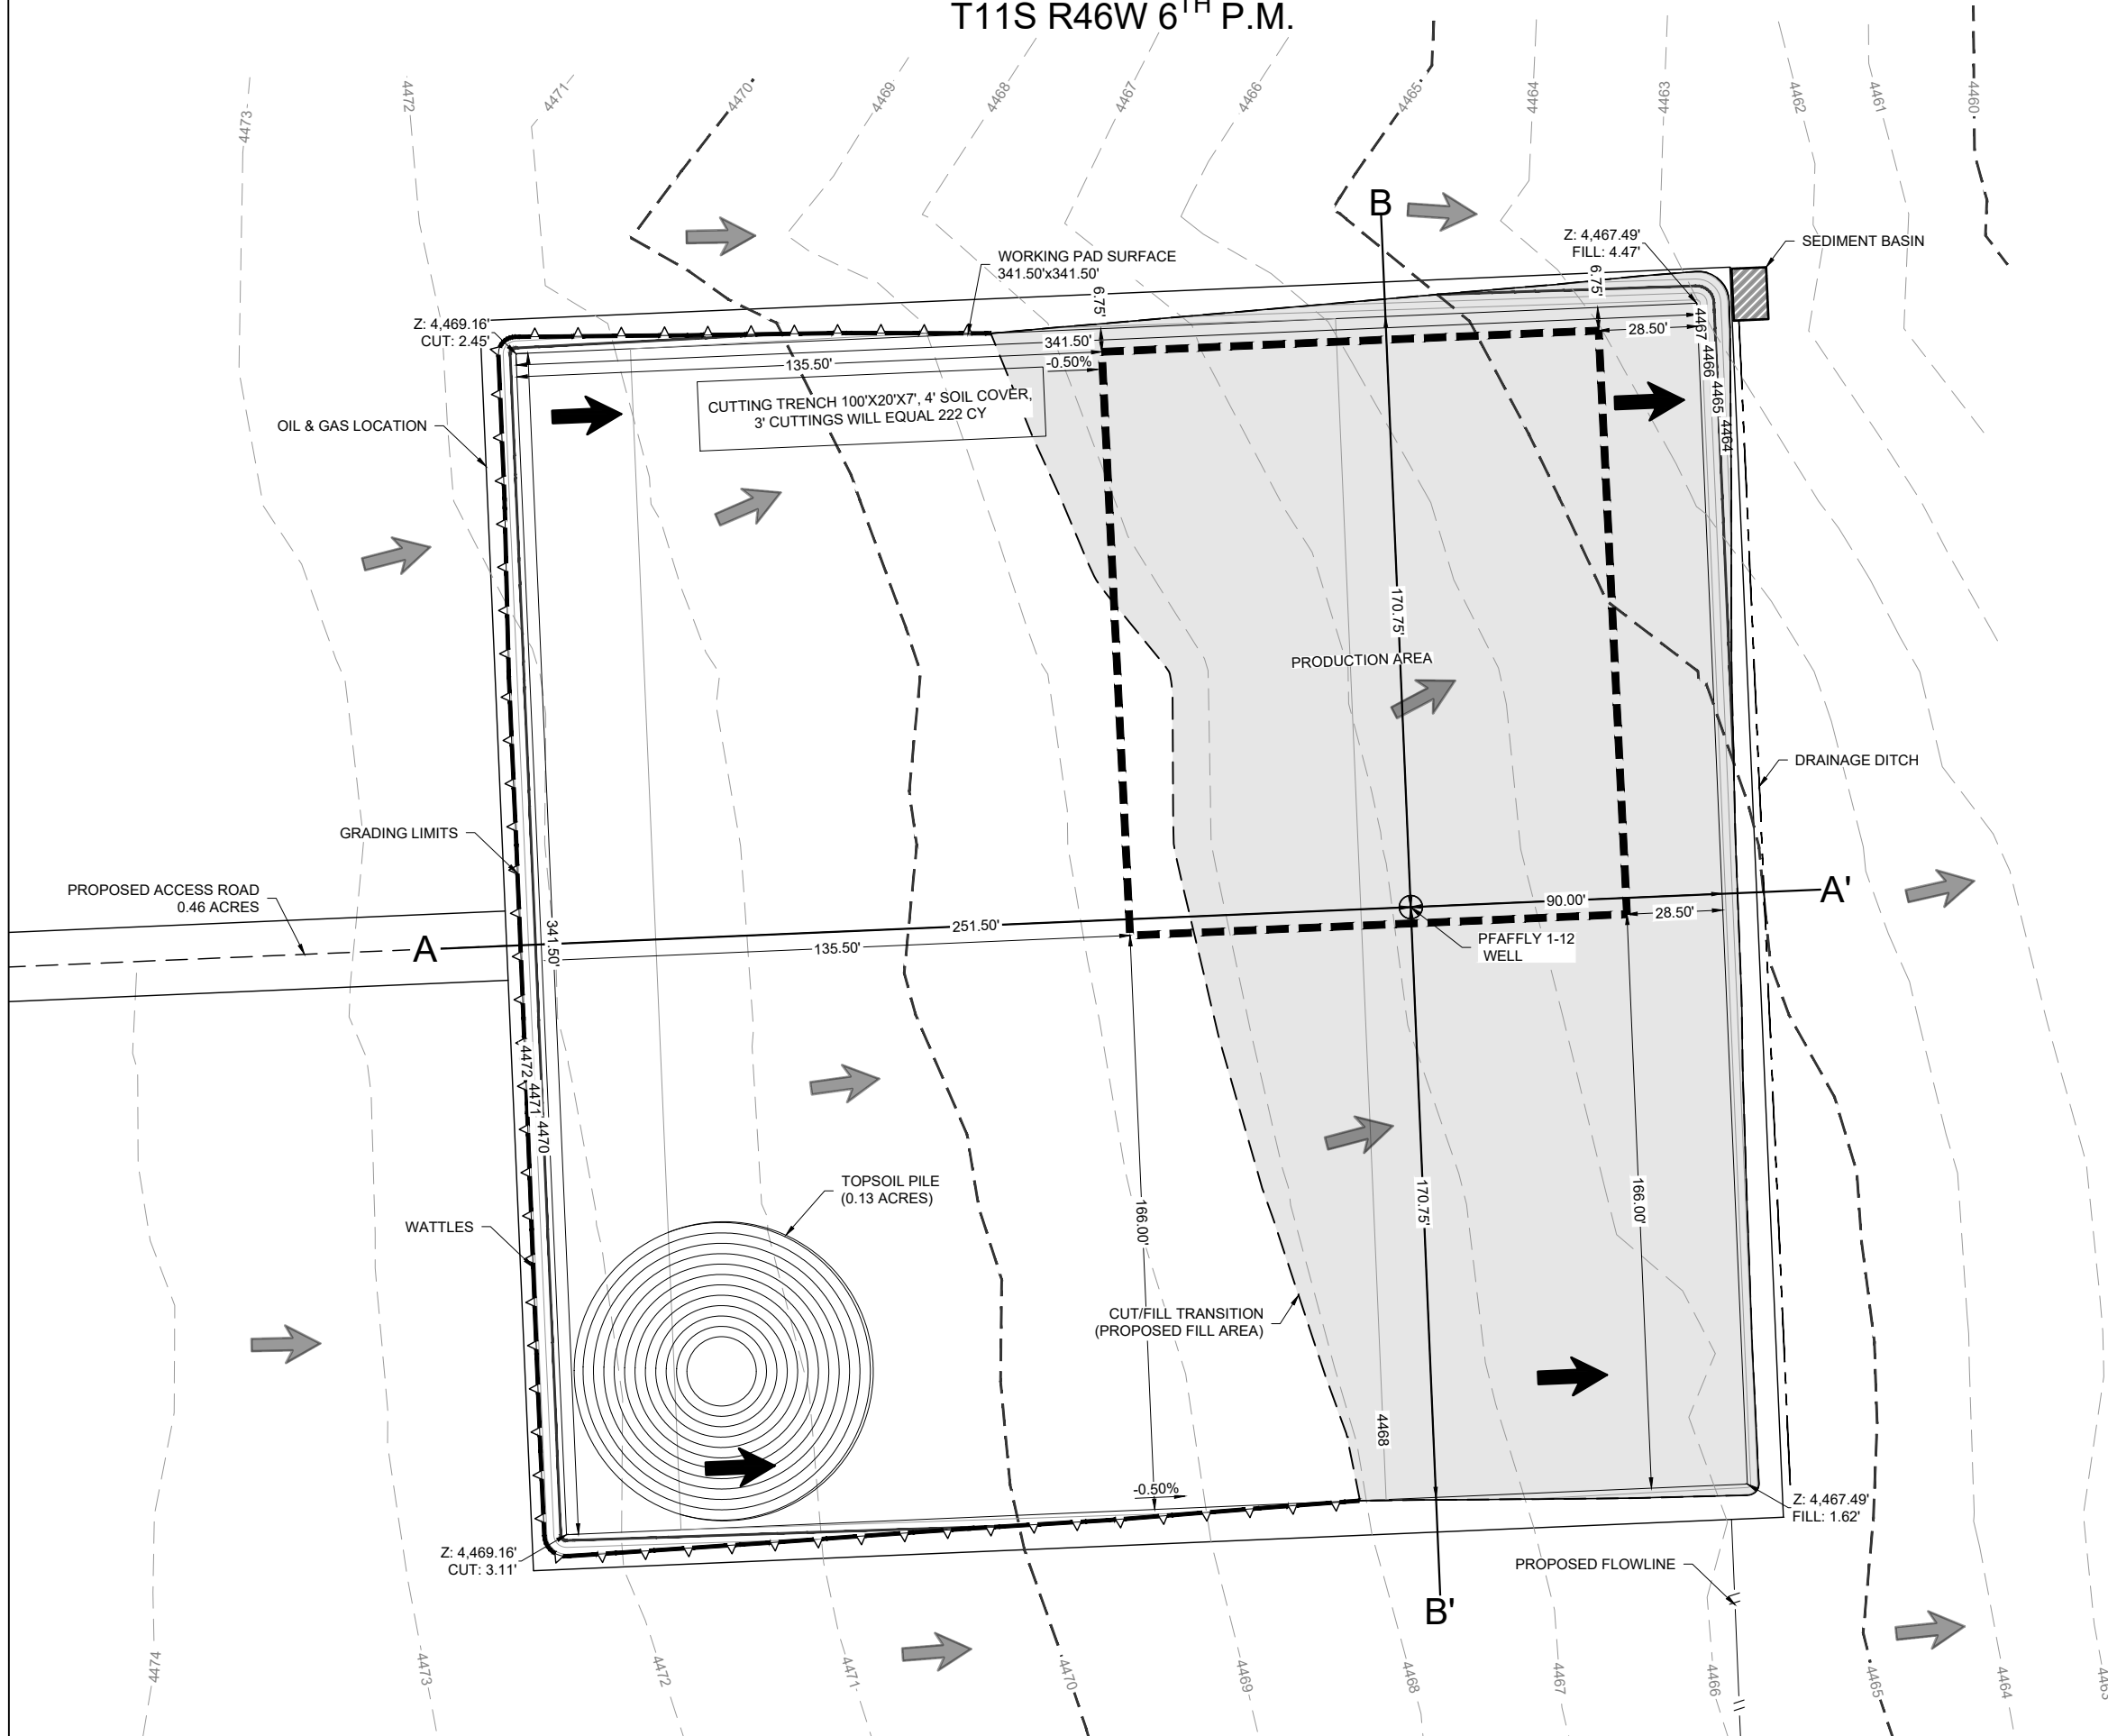 T11S R46W 6TH P.M.
4473
4472
4471
4470
4469
4468
4467
4466
4465
4464
4463
4462
4461
4460
B
Z: 4,467.49'
FILL: 4.47'
SEDIMENT BASIN
WORKING PAD SURFACE
341.50'x341.50'
6.75'
6.75'
Z: 4,469.16'
CUT: 2.45'
341.50'
28.50'
135.50'
-0.50%
4467
4466
4465
4464
CUTTING TRENCH 100'X20'X7', 4' SOIL COVER,
3' CUTTINGS WILL EQUAL 222 CY
OIL & GAS LOCATION
170.75'
PRODUCTION AREA
DRAINAGE DITCH
GRADING LIMITS
PROPOSED ACCESS ROAD
0.46 ACRES
A
341.50'
251.50'
135.50'
90.00'
28.50'
A'
PFAFFLY 1-12
WELL
4472
4471
4470
TOPSOIL PILE
(0.13 ACRES)
WATTLES
166.00'
170.75'
166.00'
CUT/FILL TRANSITION
(PROPOSED FILL AREA)
4468
-0.50%
Z: 4,467.49'
FILL: 1.62'
Z: 4,469.16'
CUT: 3.11'
PROPOSED FLOWLINE
B'
4474
4473
4472
4471
4470
4469
4468
4467
4466
4465
4464
4463